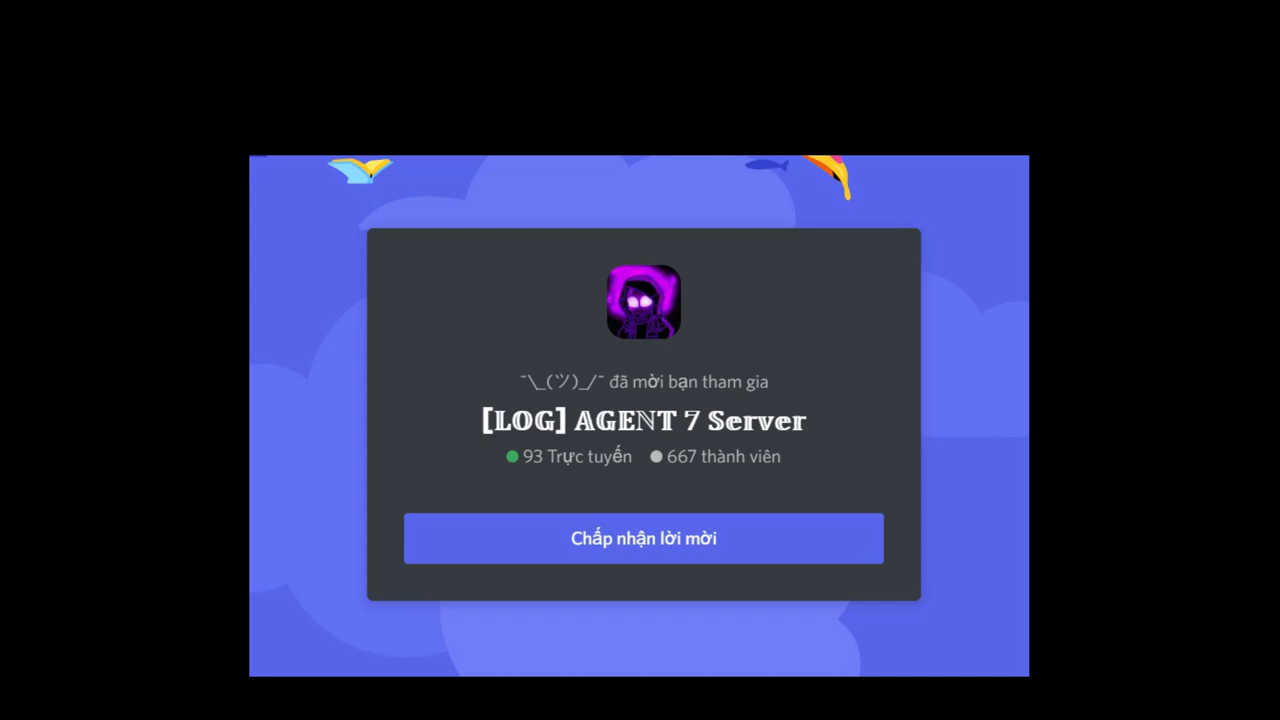 ¯\_(ツ)_/¯ đã mời bạn tham gia
[LOG] AGENT 7 Server
93 Trực tuyến 667 thành viên
Chấp nhận lời mời